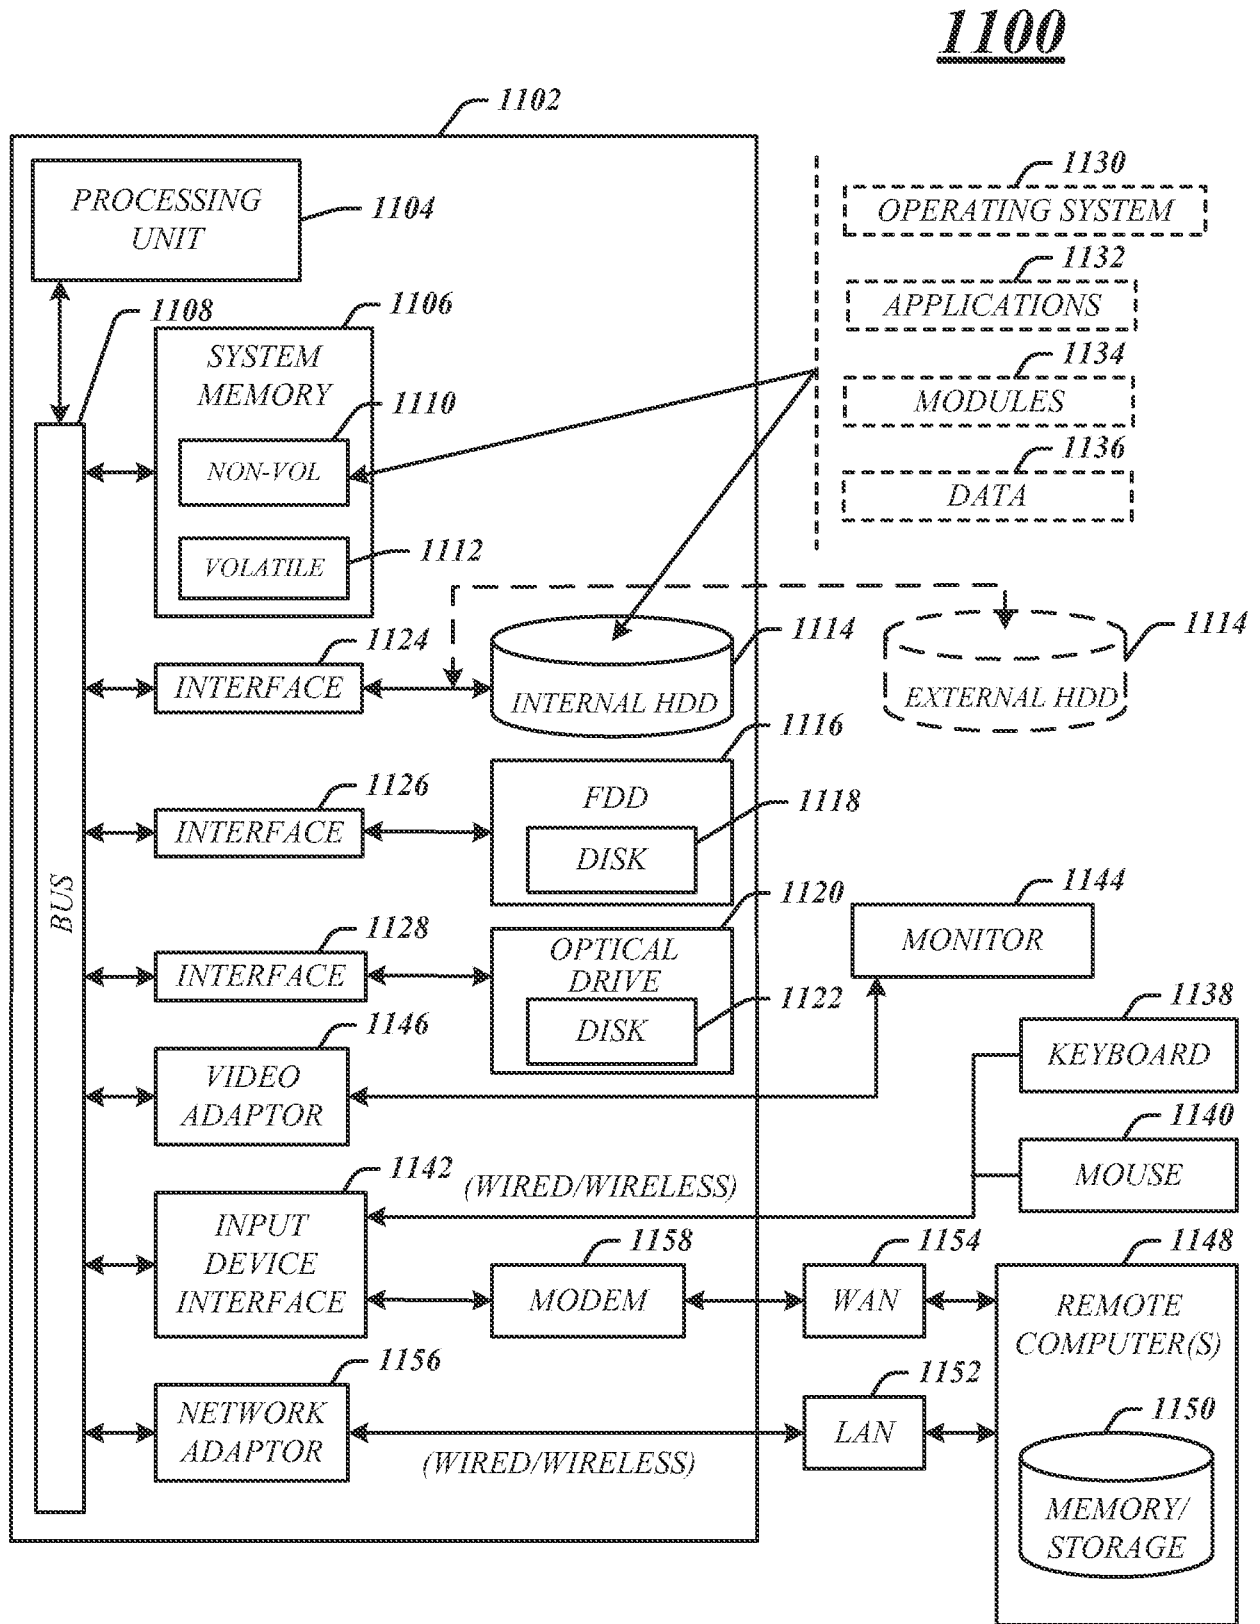 1100
1102
PROCESSING
UNIT
1104
1130
OPERATING SYSTEM
1132
APPLICATIONS
1134
MODULES
1136
DATA
1108
1106
SYSTEM
MEMORY
1110
NON-VOL
1112
VOLATILE
1124
INTERFACE
1114
INTERNAL HDD
1114
EXTERNAL HDD
1126
INTERFACE
1116
FDD
1118
DISK
BUS
1128
INTERFACE
1120
OPTICAL
DRIVE
1122
DISK
1144
MONITOR
1138
KEYBOARD
1146
VIDEO
ADAPTOR
1140
MOUSE
1142
INPUT
DEVICE
INTERFACE
(WIRED/WIRELESS)
1158
MODEM
1154
WAN
1148
REMOTE
COMPUTER(S)
1156
NETWORK
ADAPTOR
(WIRED/WIRELESS)
1152
LAN
1150
MEMORY/
STORAGE